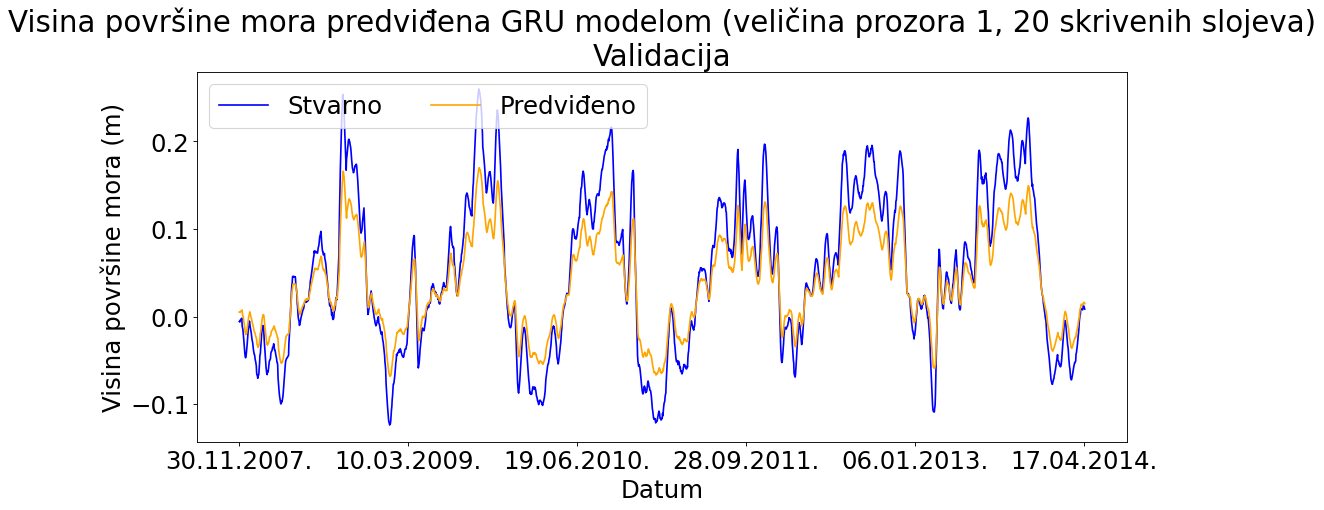 Visina površine mora predviđena GRU modelom (veličina prozora 1, 20 skrivenih slojeva)
Validacija
Stvarno
Predviđeno
Visina površine mora (m)
0.2
0.1
0.0
−0.1
30.11.2007. 10.03.2009. 19.06.2010. 28.09.2011. 06.01.2013. 17.04.2014.
Datum